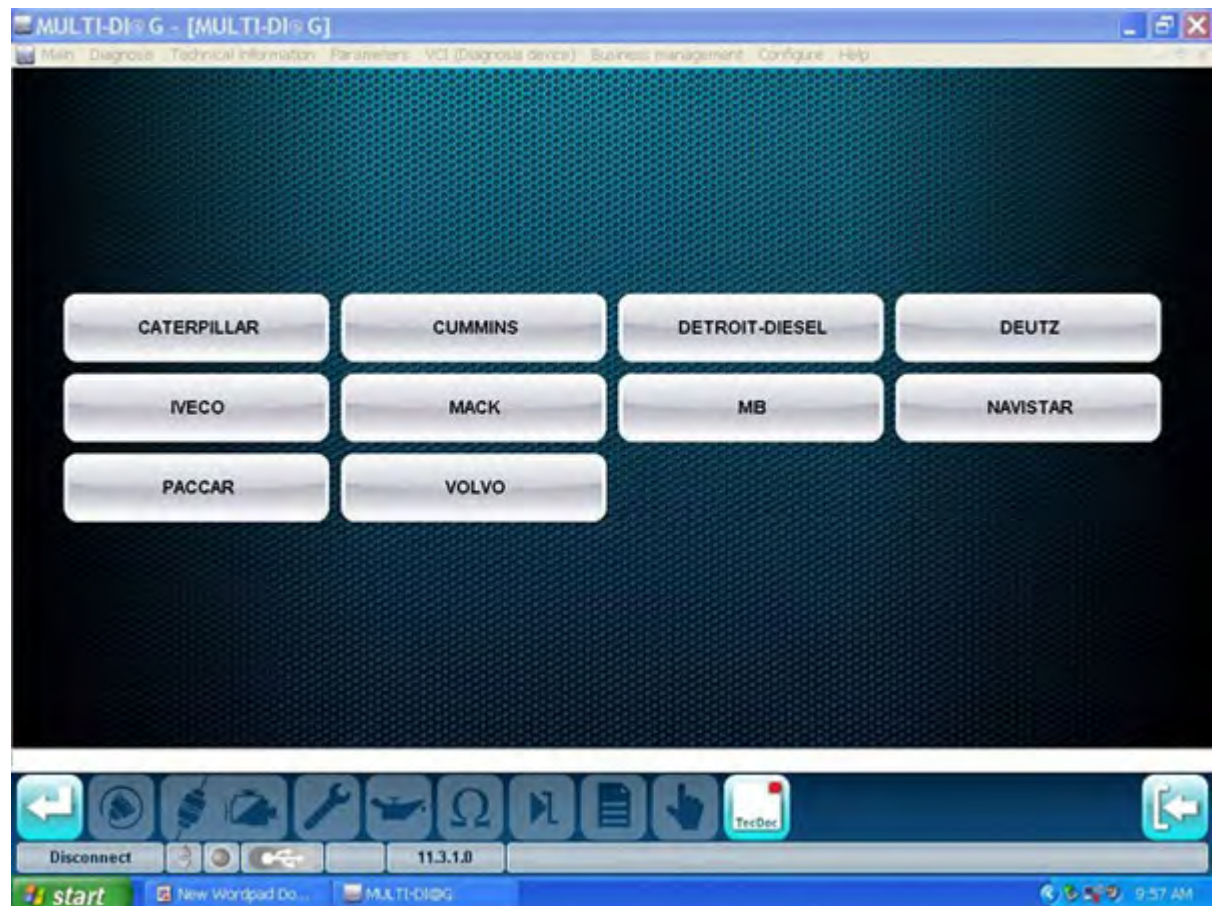 MULTI-DI@G - [MULTI-DI@G]
Main Diagnosis Technical Information Parameters VCI (Diagnosis device) Business management Configure Help
CATERPILLAR CUMMINS DETROIT-DIESEL DEUTZ
IVECO MACK MB NAVISTAR
PACCAR VOLVO
TecDoc
Disconnect 11.3.1.0
start New Wordpad Do... MULTI-DI@G 9:57 AM